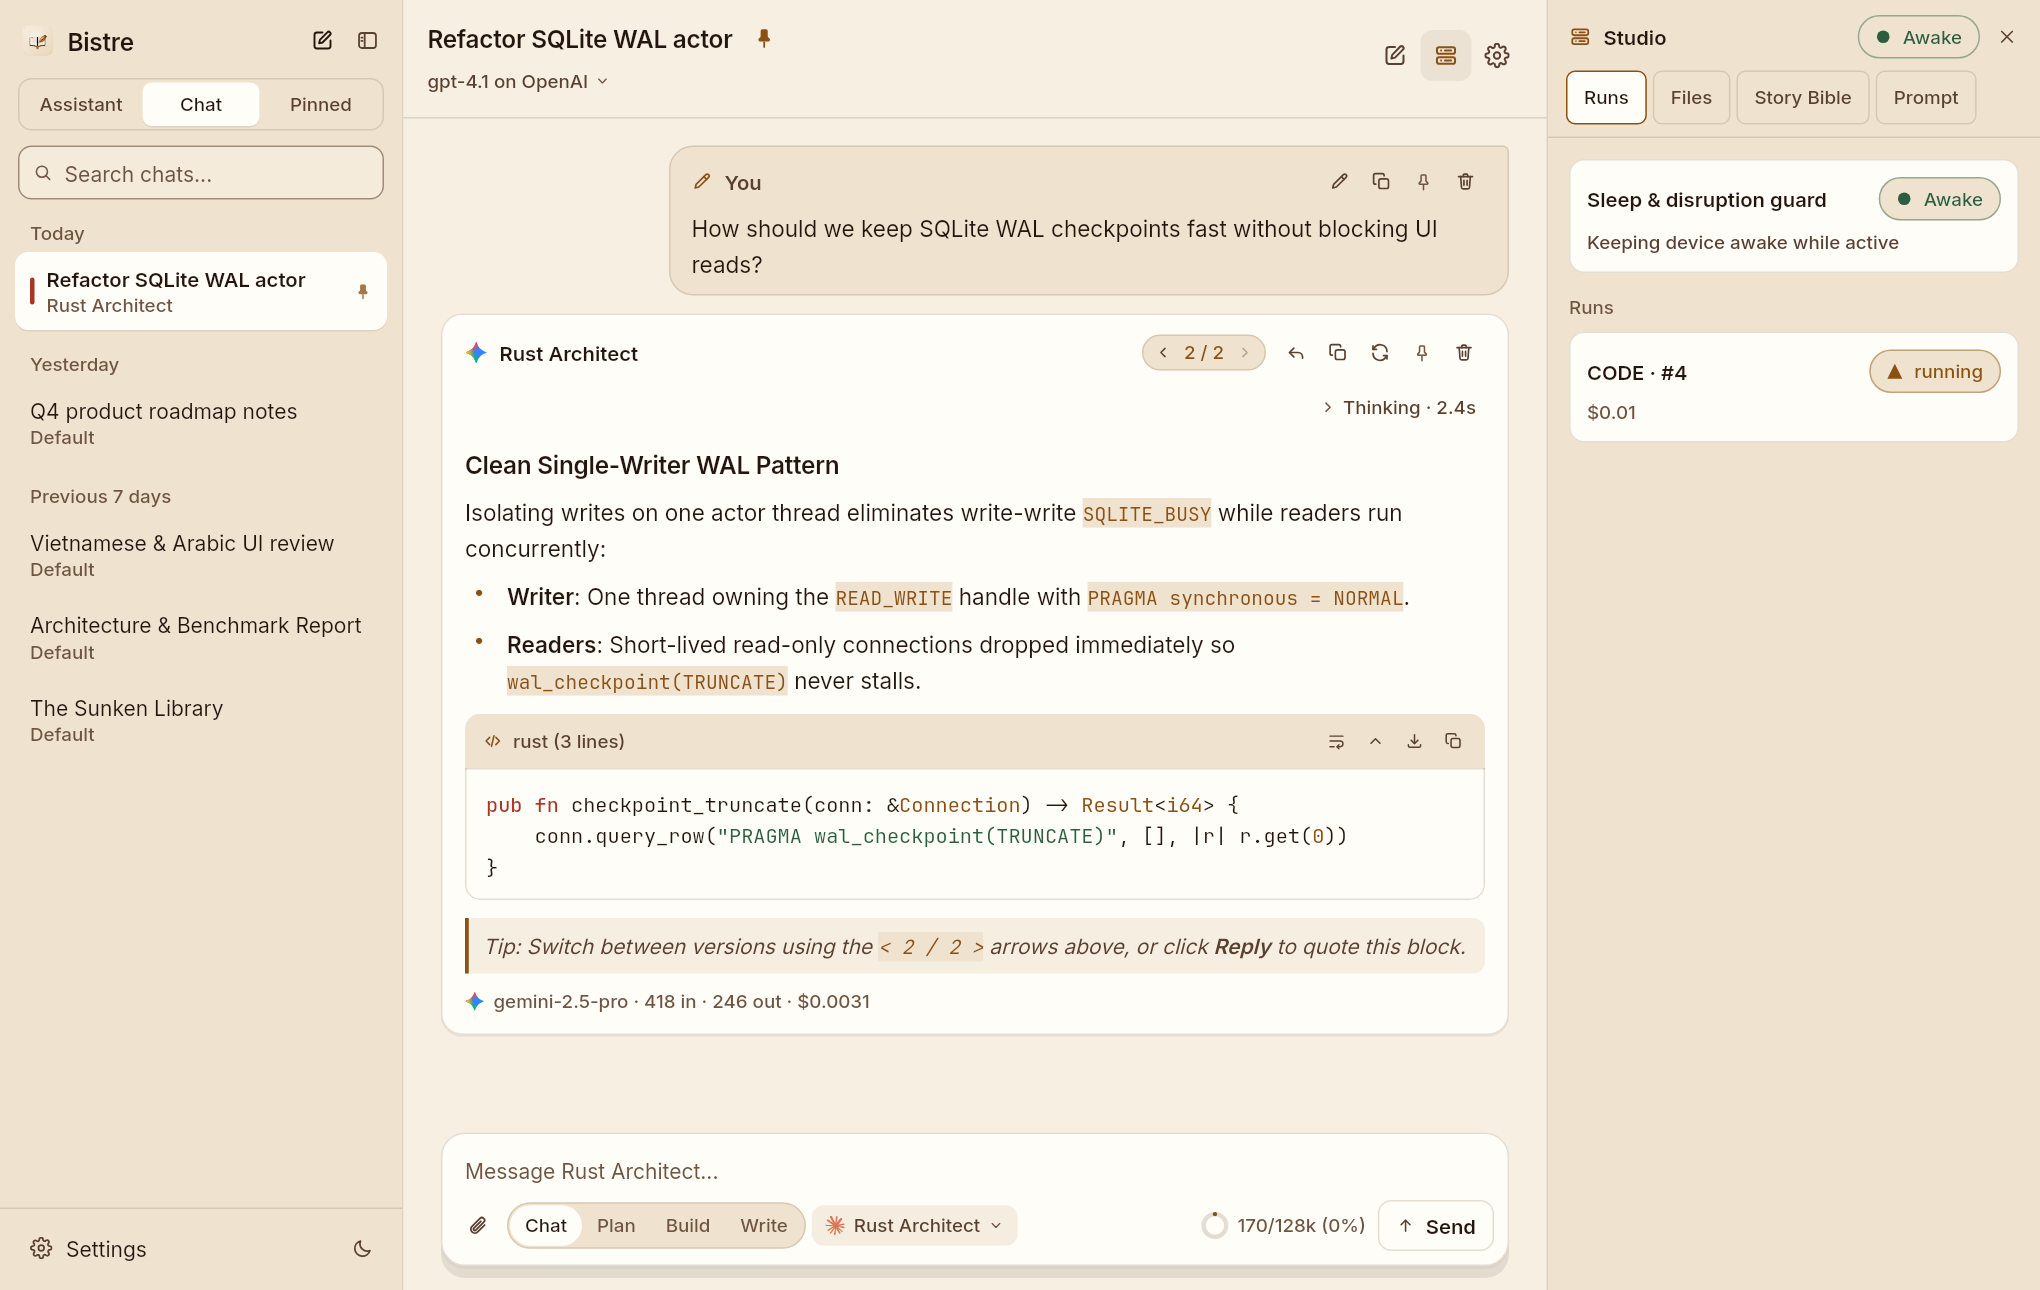 Bistre
Assistant
Chat
Pinned
Search chats...
Today
Refactor SQLite WAL actor
Rust Architect
Yesterday
Q4 product roadmap notes
Default
Previous 7 days
Vietnamese & Arabic UI review
Default
Architecture & Benchmark Report
Default
The Sunken Library
Default
Settings
Refactor SQLite WAL actor
gpt-4.1 on OpenAI
You
How should we keep SQLite WAL checkpoints fast without blocking UI
reads?
Rust Architect
2 / 2
Thinking · 2.4s
Clean Single-Writer WAL Pattern
Isolating writes on one actor thread eliminates write-write SQLITE_BUSY while readers run
concurrently:
• Writer: One thread owning the READ_WRITE handle with PRAGMA synchronous = NORMAL.
• Readers: Short-lived read-only connections dropped immediately so
wal_checkpoint(TRUNCATE) never stalls.
rust (3 lines)
pub fn checkpoint_truncate(conn: &Connection) -> Result<i64> {
    conn.query_row("PRAGMA wal_checkpoint(TRUNCATE)", [], |r| r.get(0))
}
Tip: Switch between versions using the < 2 / 2 > arrows above, or click Reply to quote this block.
gemini-2.5-pro · 418 in · 246 out · $0.0031
Message Rust Architect...
Chat
Plan
Build
Write
Rust Architect
170/128k (0%)
Send
Studio
Awake
Runs
Files
Story Bible
Prompt
Sleep & disruption guard
Awake
Keeping device awake while active
Runs
CODE · #4
running
$0.01